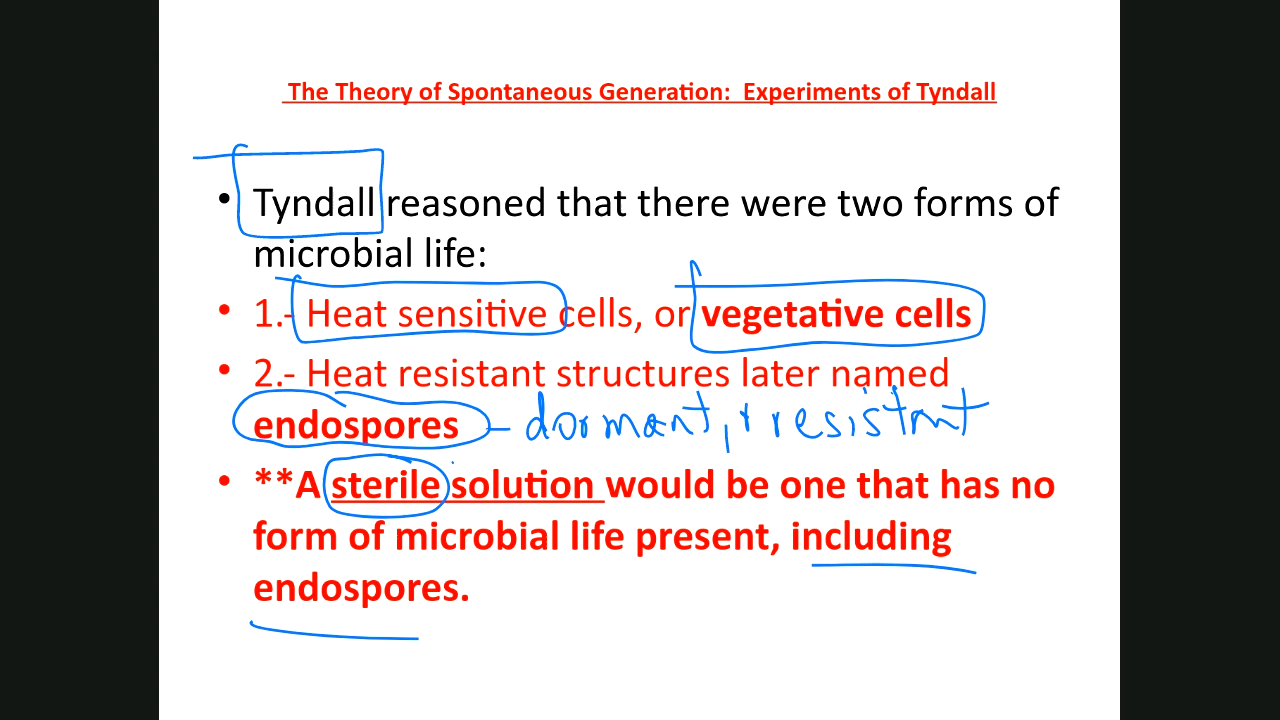 The Theory of Spontaneous Generation: Experiments of Tyndall
• Tyndall reasoned that there were two forms of
microbial life:
• 1.- Heat sensitive cells, or vegetative cells
• 2.- Heat resistant structures later named
endospores - dormant, + resistant
• **A sterile solution would be one that has no
form of microbial life present, including
endospores.